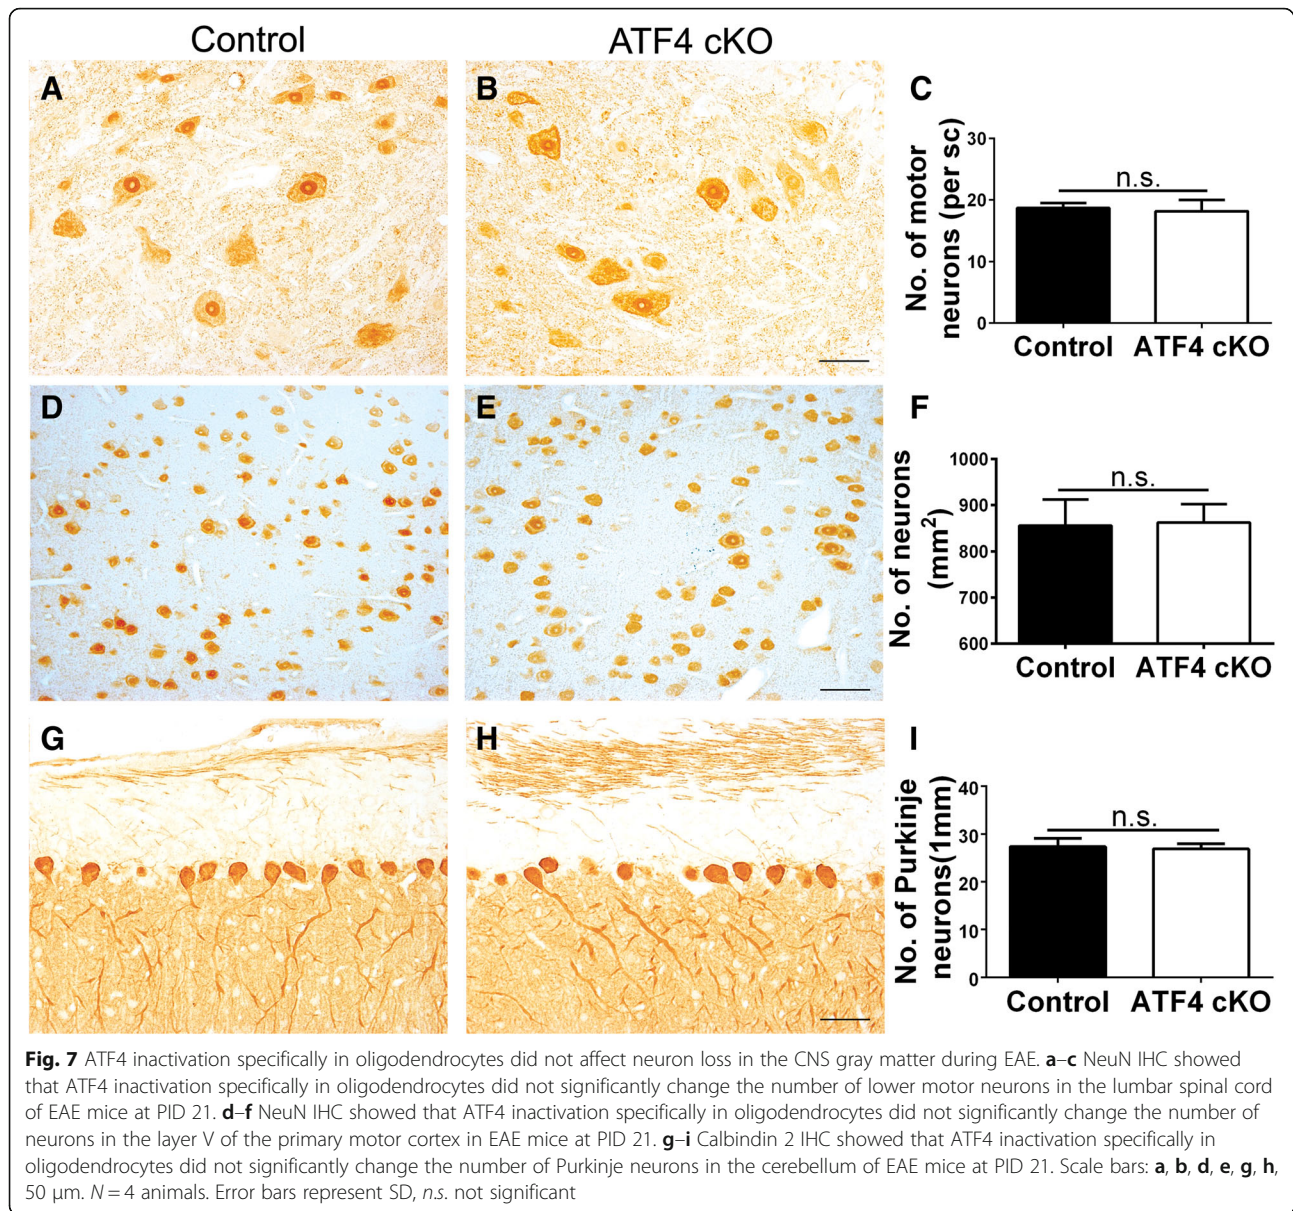 Control
ATF4 cKO
A
B
C
No. of motor
neurons (per sc)
30
20
10
0
n.s.
Control ATF4 cKO
D
E
F
No. of neurons
(mm²)
1000
900
800
700
600
n.s.
Control ATF4 cKO
G
H
I
No. of Purkinje
neurons(1mm)
40
30
20
10
0
n.s.
Control ATF4 cKO
Fig. 7 ATF4 inactivation specifically in oligodendrocytes did not affect neuron loss in the CNS gray matter during EAE. a–c NeuN IHC showed
that ATF4 inactivation specifically in oligodendrocytes did not significantly change the number of lower motor neurons in the lumbar spinal cord
of EAE mice at PID 21. d–f NeuN IHC showed that ATF4 inactivation specifically in oligodendrocytes did not significantly change the number of
neurons in the layer V of the primary motor cortex in EAE mice at PID 21. g–i Calbindin 2 IHC showed that ATF4 inactivation specifically in
oligodendrocytes did not significantly change the number of Purkinje neurons in the cerebellum of EAE mice at PID 21. Scale bars: a, b, d, e, g, h,
50 μm. N = 4 animals. Error bars represent SD, n.s. not significant